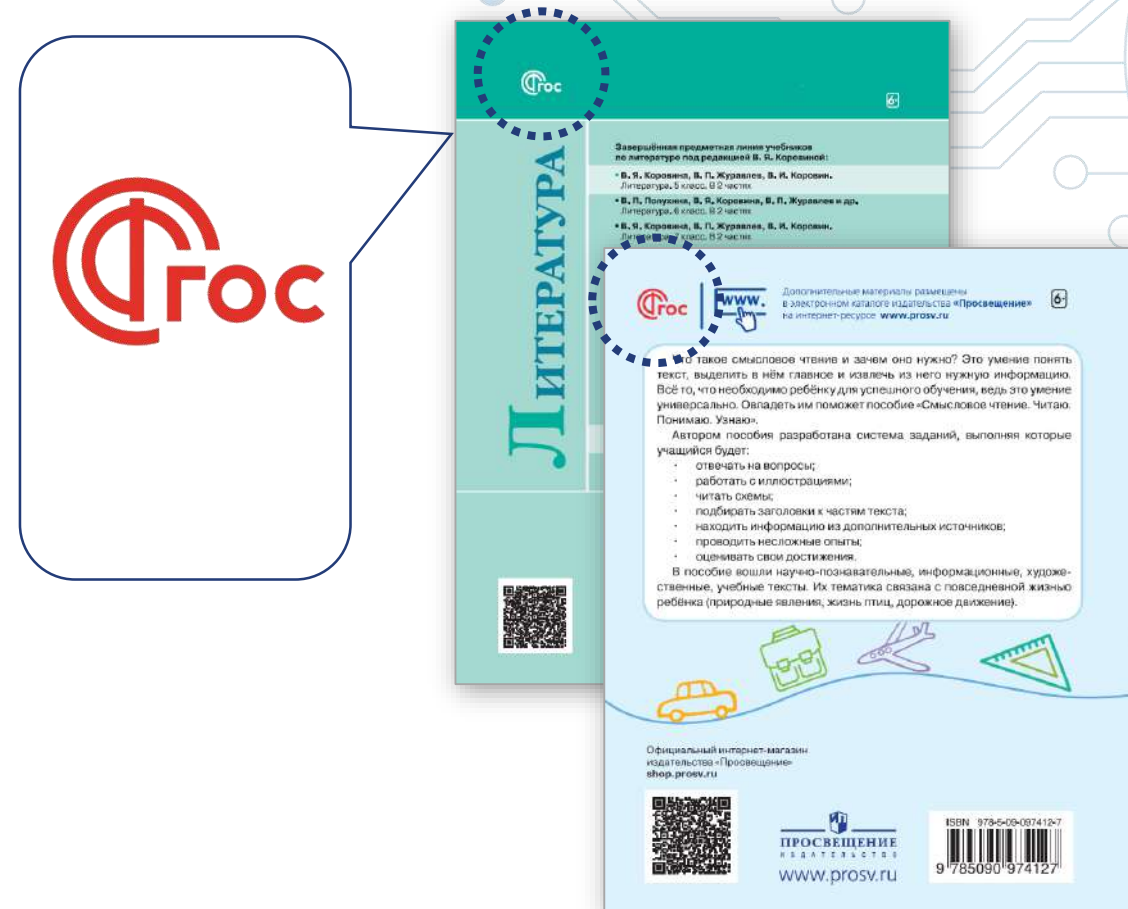 Фгос
Фгос
6+
ЛИТЕРАТУРА
Завершённая предметная линия учебников
по литературе под редакцией В. Я. Коровиной:
• В. Я. Коровина, В. П. Журавлев, В. И. Коровин.
Литература. 5 класс. В 2 частях
• В. П. Полухина, В. Я. Коровина, В. П. Журавлев и др.
Литература. 6 класс. В 2 частях
• В. Я. Коровина, В. П. Журавлев, В. И. Коровин.
Литература. 7 класс. В 2 частях
Фгос
www.
Дополнительные материалы размещены
в электронном каталоге издательства «Просвещение»
на интернет-ресурсе www.prosv.ru
6+
Что такое смысловое чтение и зачем оно нужно? Это умение понять
текст, выделить в нём главное и извлечь из него нужную информацию.
Всё то, что необходимо ребёнку для успешного обучения, ведь это умение
универсально. Овладеть им поможет пособие «Смысловое чтение. Читаю.
Понимаю. Узнаю».
Автором пособия разработана система заданий, выполняя которые
учащийся будет:
· отвечать на вопросы;
· работать с иллюстрациями;
· читать схемы;
· подбирать заголовки к частям текста;
· находить информацию из дополнительных источников;
· проводить несложные опыты;
· оценивать свои достижения.
В пособие вошли научно-познавательные, информационные, художе-
ственные, учебные тексты. Их тематика связана с повседневной жизнью
ребёнка (природные явления, жизнь птиц, дорожное движение).
Официальный интернет-магазин
издательства «Просвещение»
shop.prosv.ru
ПРОСВЕЩЕНИЕ
ИЗДАТЕЛЬСТВО
www.prosv.ru
ISBN 978-5-09-097412-7
9 785090 974127